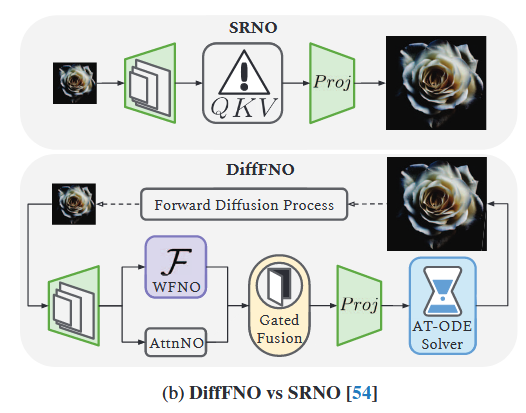 SRNO
QKV
Proj
DiffFNO
Forward Diffusion Process
F
WFNO
AttnNO
Gated
Fusion
Proj
AT-ODE
Solver
(b) DiffFNO vs SRNO [54]